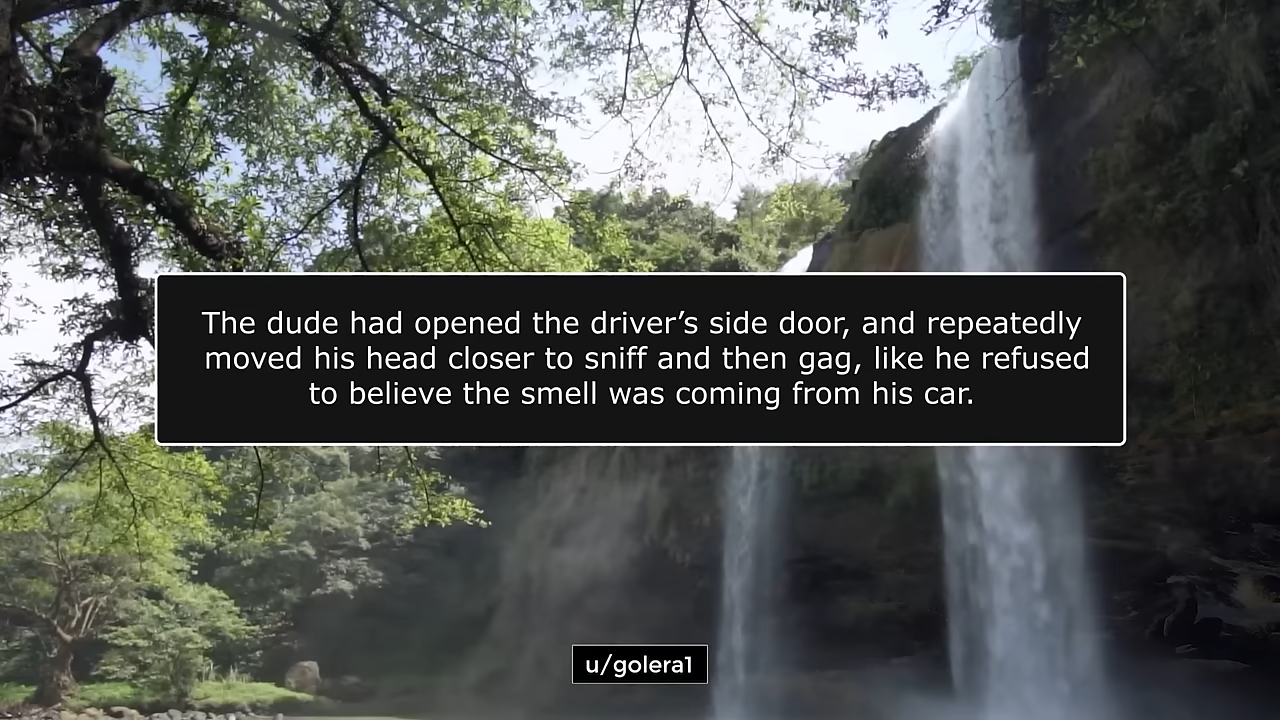 The dude had opened the driver’s side door, and repeatedly
moved his head closer to sniff and then gag, like he refused
to believe the smell was coming from his car.
u/golera1